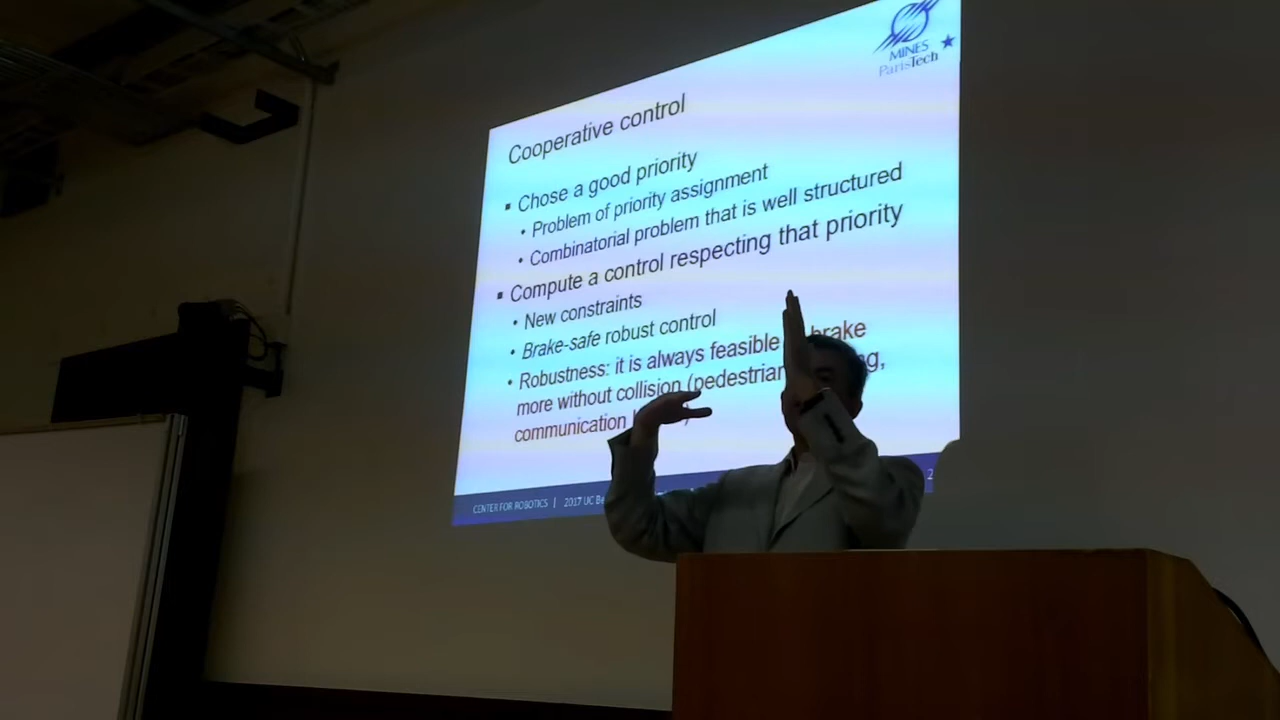 MINES
ParisTech
Cooperative control
▪ Chose a good priority
• Problem of priority assignment
• Combinatorial problem that is well structured
▪ Compute a control respecting that priority
• New constraints
• Brake-safe robust control
• Robustness: it is always feasible brake
more without collision (pedestrian
communication
CENTER FOR ROBOTICS | 2017 UC